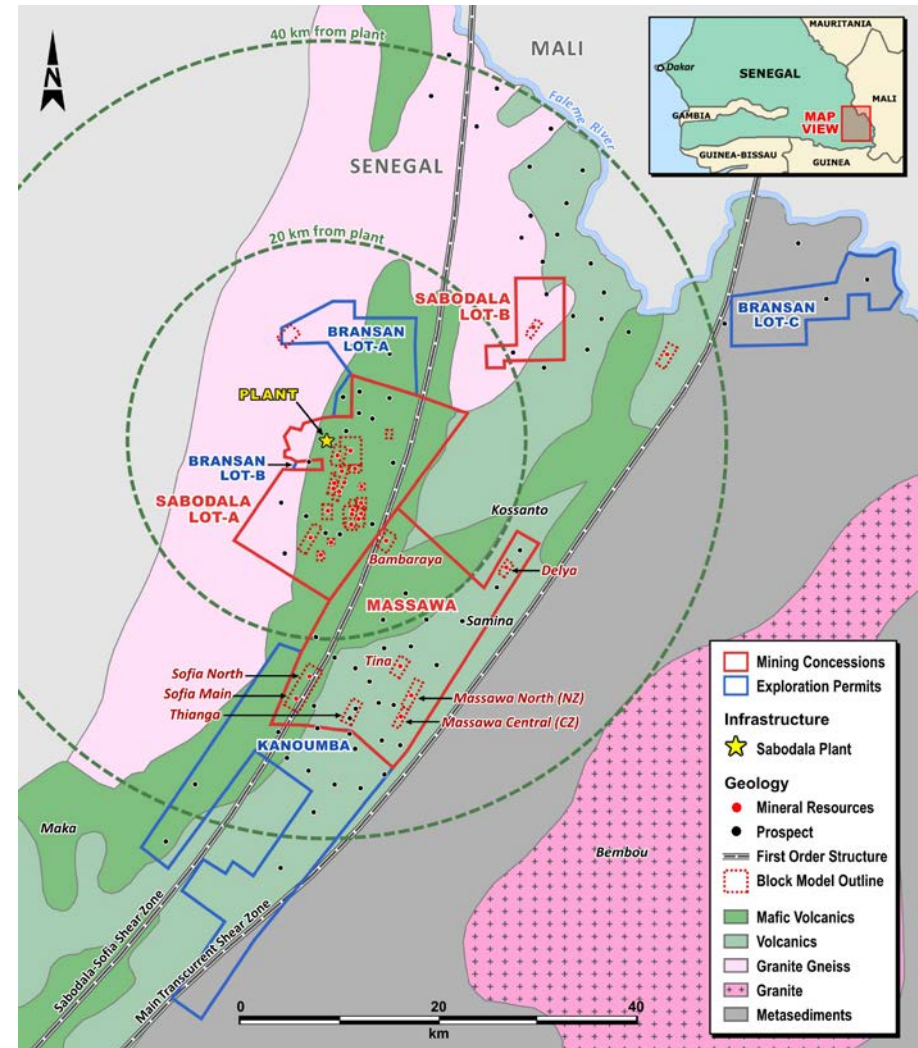 40 km from plant
MALI
Faleme River
SENEGAL
20 km from plant
N
MAURITANIA
Dakar
SENEGAL
MALI
GAMBIA
MAP
VIEW
GUINEA-BISSAU
GUINEA
SABODALA
LOT-B
BRANSAN
LOT-C
BRANSAN
LOT-A
PLANT
BRANSAN
LOT-B
SABODALA
LOT-A
Kossanto
Bambaraya
Delya
MASSAWA
Samina
Sofia North
Tina
Sofia Main
Massawa North (NZ)
Thianga
Massawa Central (CZ)
KANOUMBA
Maka
Bembou
Sabodala-Sofia Shear Zone
Main Transcurrent Shear Zone
0 20 40
km
Mining Concessions
Exploration Permits
Infrastructure
Sabodala Plant
Geology
Mineral Resources
Prospect
First Order Structure
Block Model Outline
Mafic Volcanics
Volcanics
Granite Gneiss
Granite
Metasediments